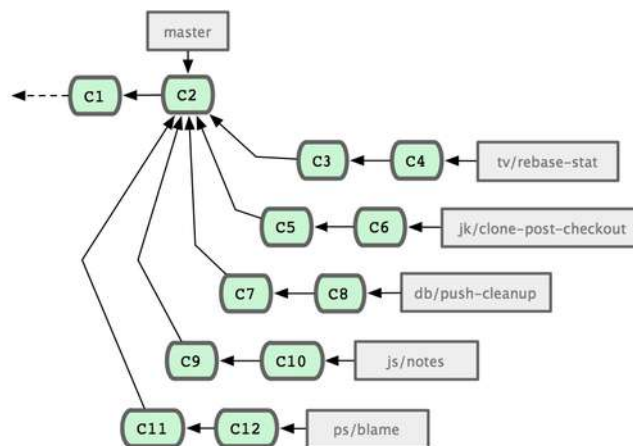 master
C1
C2
C3
C4
tv/rebase-stat
C5
C6
jk/clone-post-checkout
C7
C8
db/push-cleanup
C9
C10
js/notes
C11
C12
ps/blame